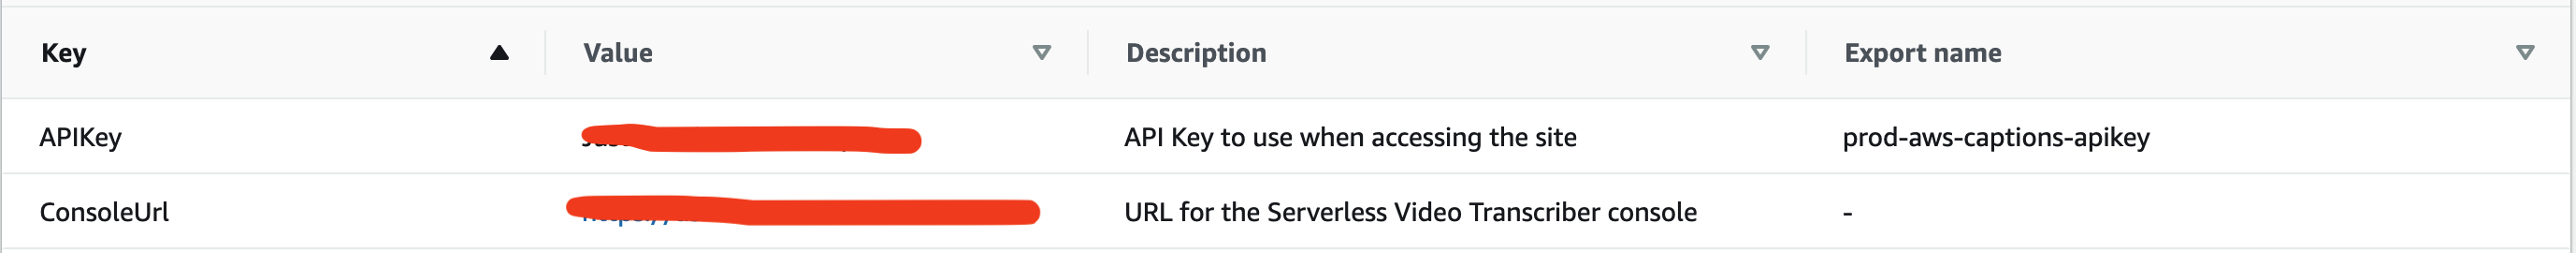 Key Value Description Export name
APIKey API Key to use when accessing the site prod-aws-captions-apikey
ConsoleUrl URL for the Serverless Video Transcriber console -